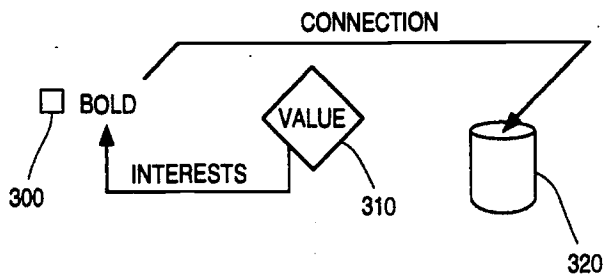 CONNECTION
BOLD
VALUE
INTERESTS
300
310
320